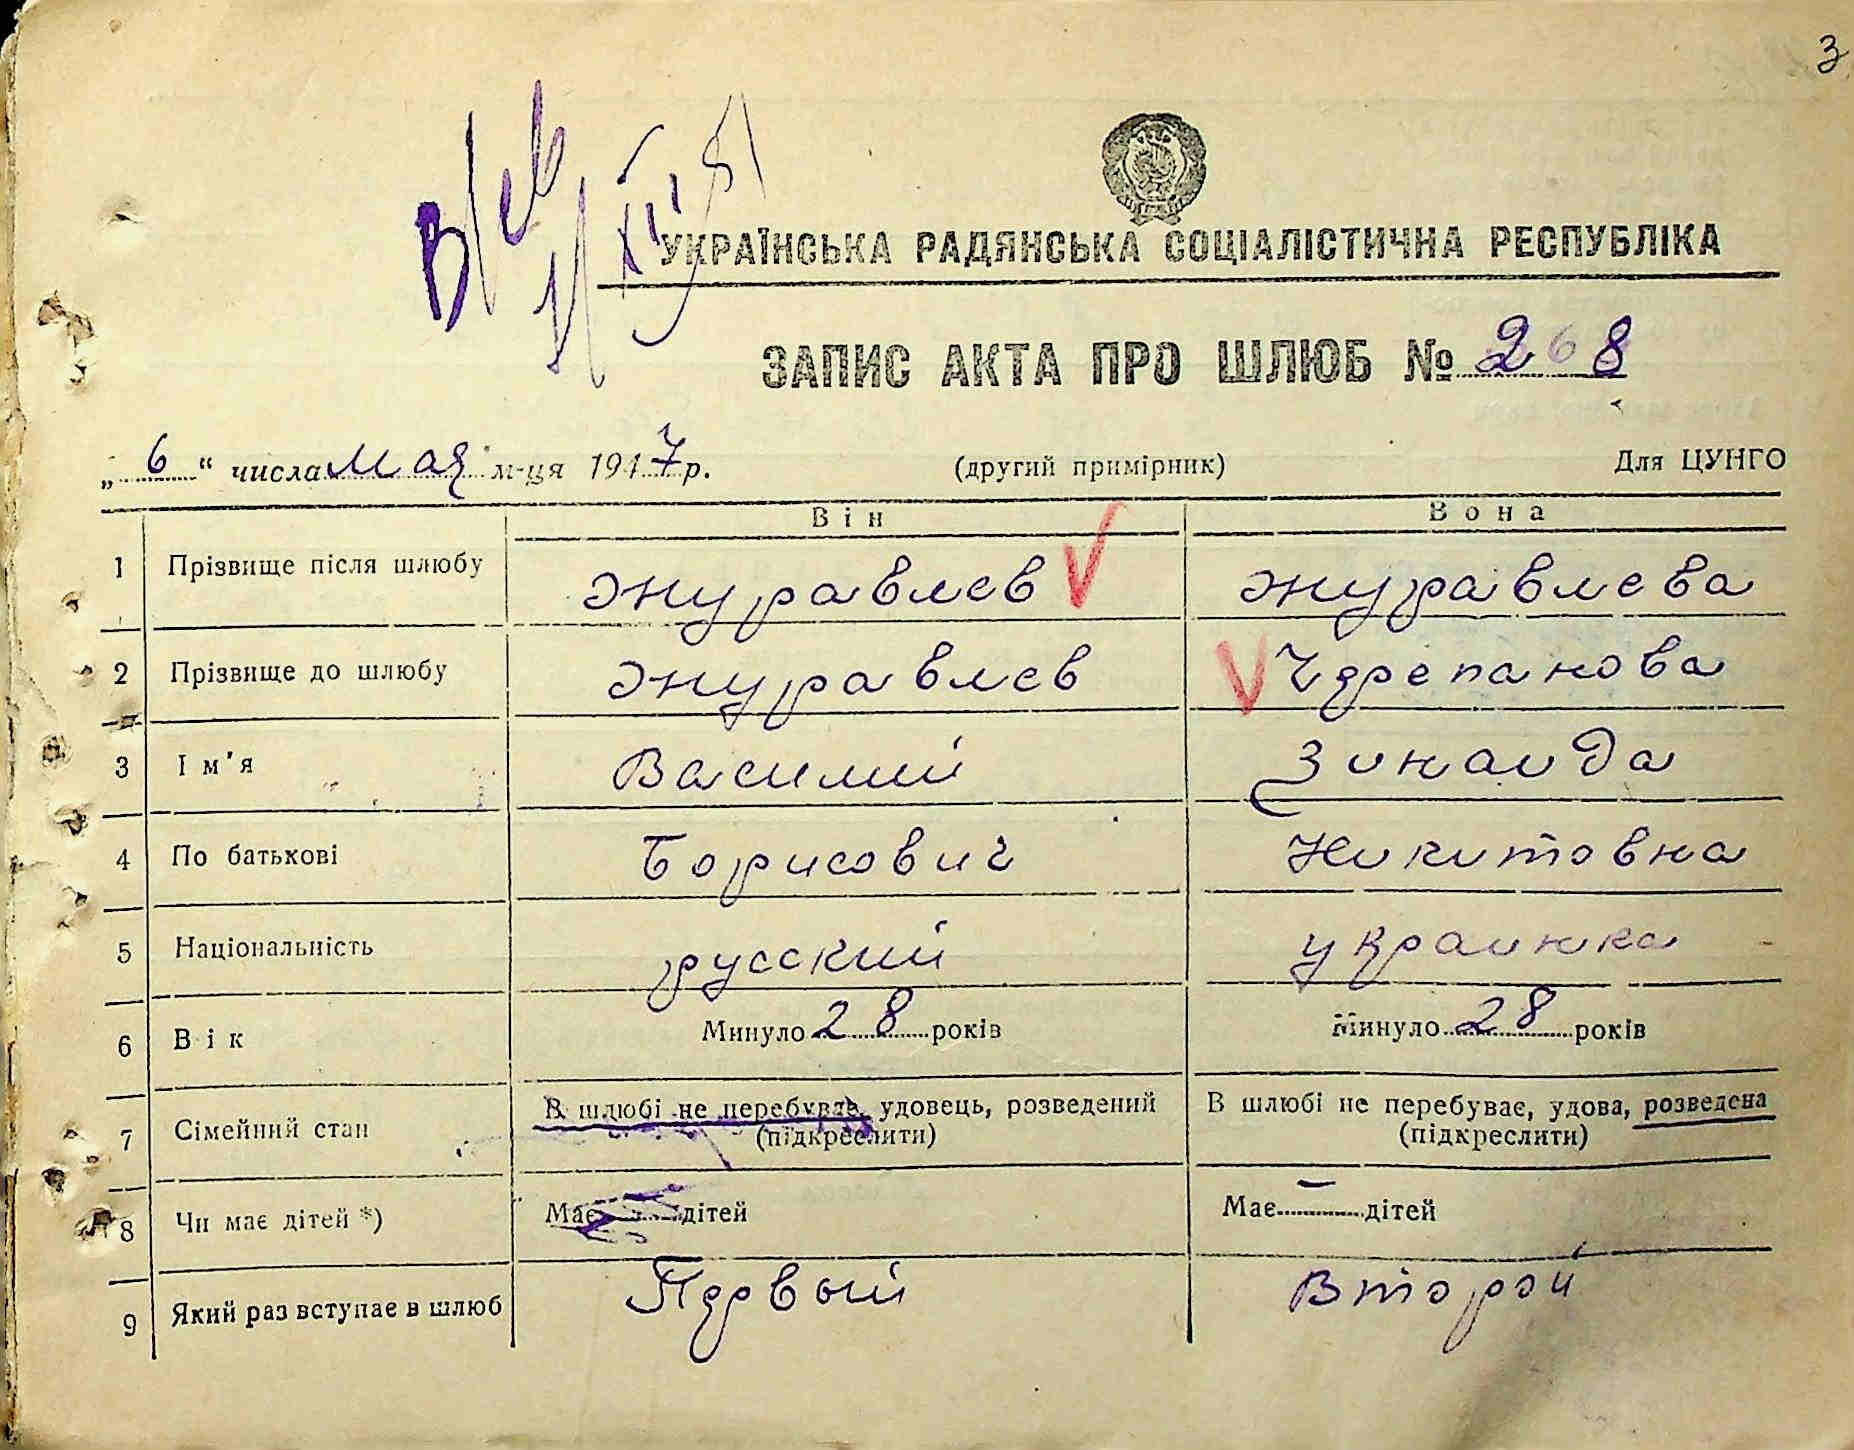 3
УКРАЇНСЬКА РАДЯНСЬКА СОЦІАЛІСТИЧНА РЕСПУБЛІКА
ЗАПИС АКТА ПРО ШЛЮБ № 268
„ 6 “ числа мая м-ця 1947 р. (другий примірник) Для ЦУНГО
Він Вона
1 Прізвище після шлюбу Журавлев Журавлева
2 Прізвище до шлюбу Журавлев Черепанова
3 Ім'я Василий Зинаида
4 По батькові Борисович Никитовна
5 Національність русский украинка
6 Вік Минуло 28 років Минуло 28 років
7 Сімейний стан В шлюбі не перебуває, удовець, розведений (підкреслити) В шлюбі не перебуває, удова, розведена (підкреслити)
8 Чи має дітей *) Має дітей Має — дітей
9 Який раз вступає в шлюб Первый Второй